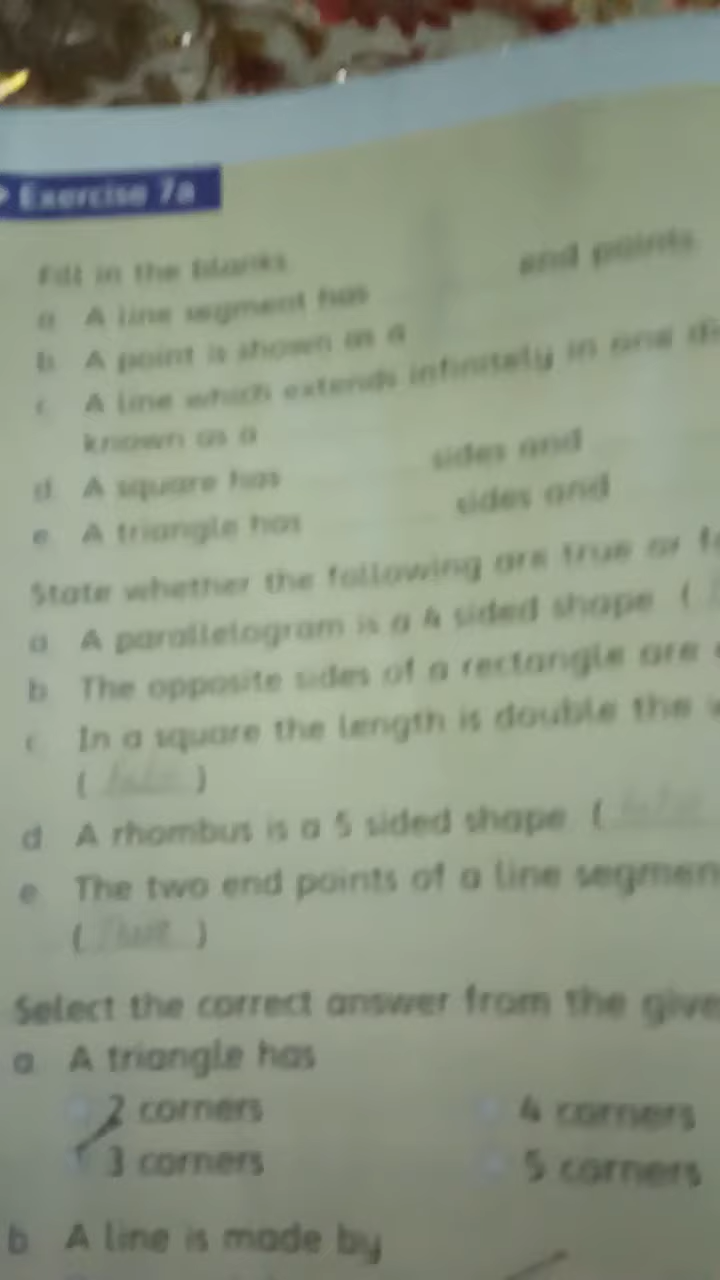 Exercise 7a
Fill in the blanks
a A line segment has end points
b A point is shown as a
c A line which extends infinitely in one
known as a
d A square has sides and
e A triangle has sides and
State whether the following are true or
a A parallelogram is a 4 sided shape (
b The opposite sides of a rectangle are
c In a square the length is double the
( )
d A rhombus is a 5 sided shape (
e The two end points of a line segmen
( True )
Select the correct answer from the give
a A triangle has
2 corners 4 corners
3 corners 5 corners
b A line is made by